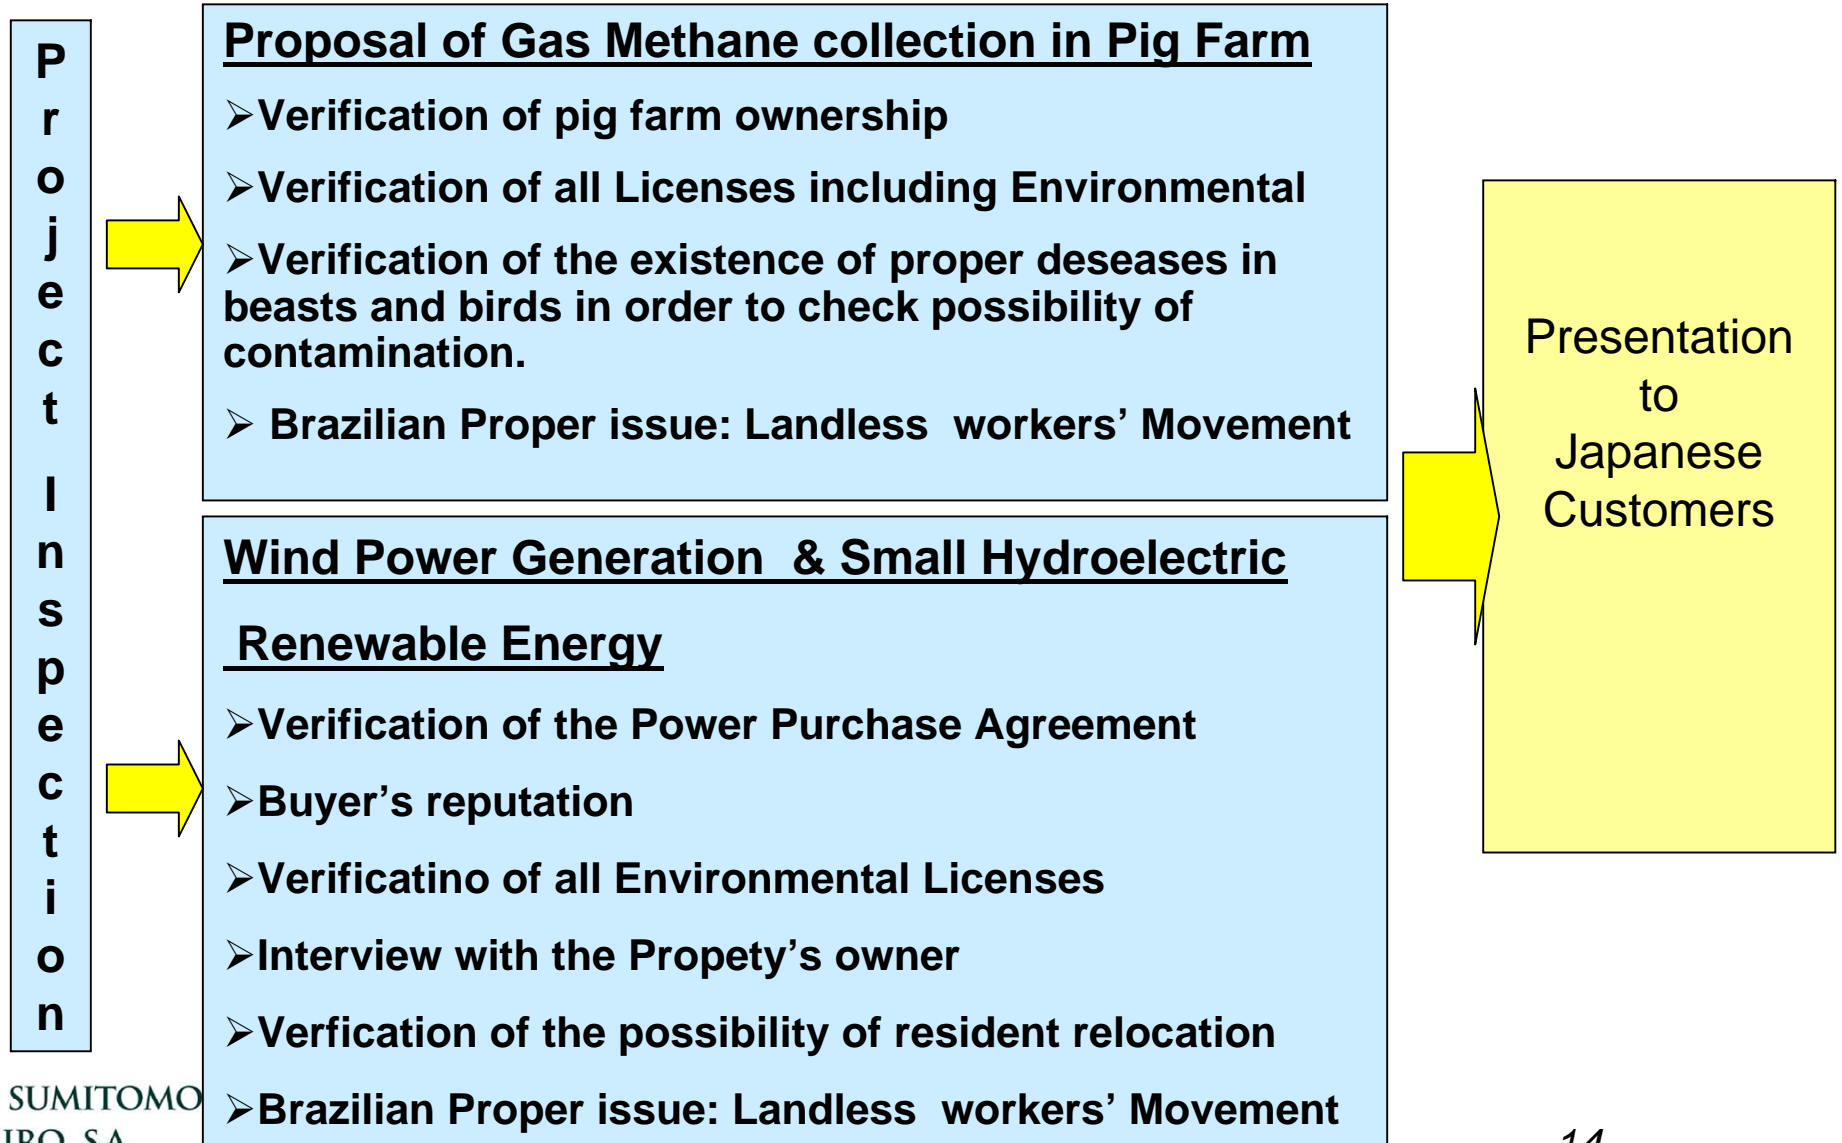 Project Inspection
Proposal of Gas Methane collection in Pig Farm
➢Verification of pig farm ownership
➢Verification of all Licenses including Environmental
➢Verification of the existence of proper deseases in
beasts and birds in order to check possibility of
contamination.
➢ Brazilian Proper issue: Landless workers’ Movement
Wind Power Generation & Small Hydroelectric
Renewable Energy
➢Verification of the Power Purchase Agreement
➢Buyer’s reputation
➢Verificatino of all Environmental Licenses
➢Interview with the Propety’s owner
➢Verfication of the possibility of resident relocation
➢Brazilian Proper issue: Landless workers’ Movement
Presentation
to
Japanese
Customers
SUMITOMO
S.A.
14